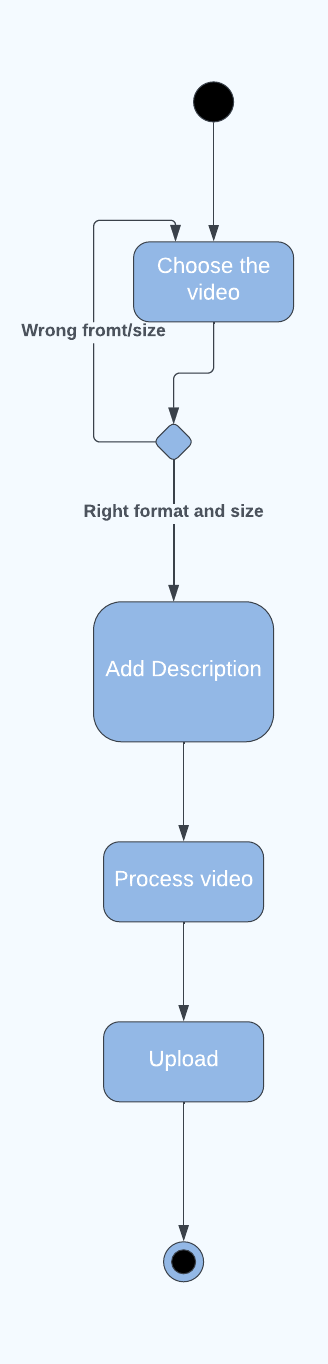 Choose the
video
Wrong fromt/size
Right format and size
Add Description
Process video
Upload